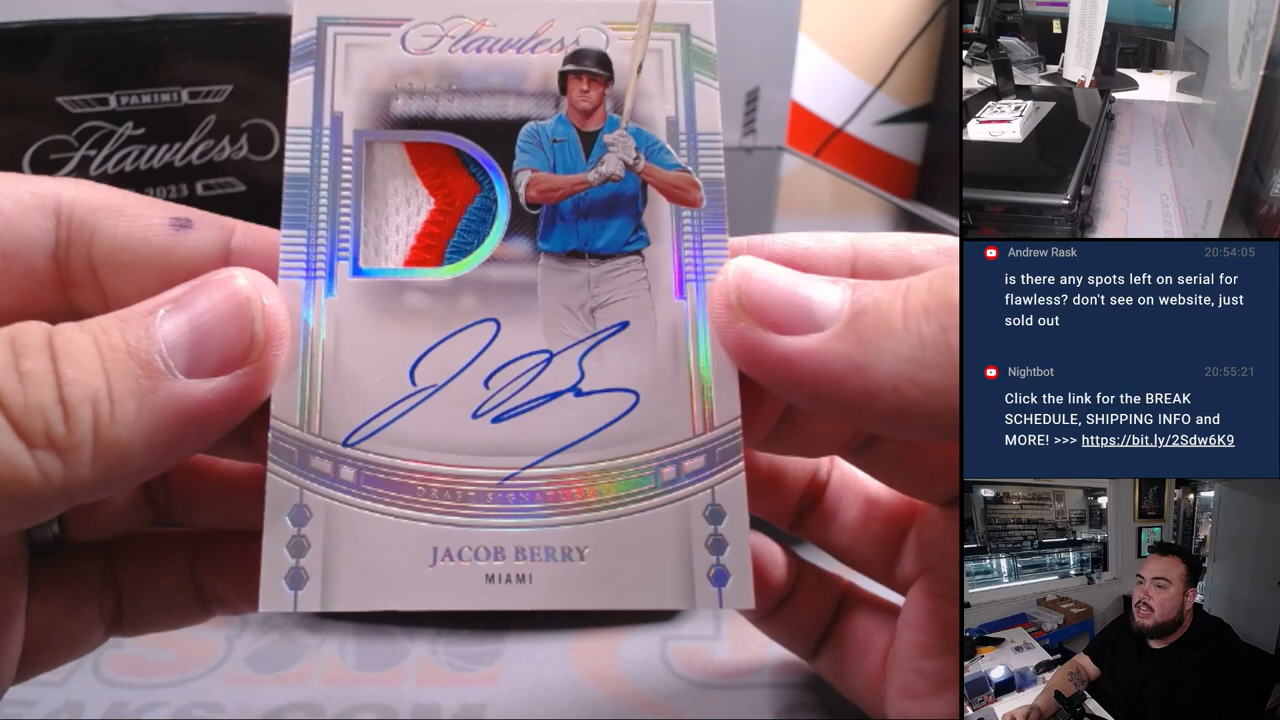 Flawless
PANINI
Flawless
2023
DRAFT SIGNATURES
JACOB BERRY
MIAMI
Andrew Rask 20:54:05
is there any spots left on serial for
flawless? don't see on website, just
sold out
Nightbot 20:55:21
Click the link for the BREAK
SCHEDULE, SHIPPING INFO and
MORE! >>> https://bit.ly/2Sdw6K9